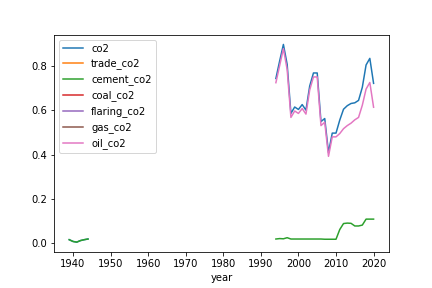 co2
trade_co2
cement_co2
coal_co2
flaring_co2
gas_co2
oil_co2
0.8
0.6
0.4
0.2
0.0
1940 1950 1960 1970 1980 1990 2000 2010 2020
year